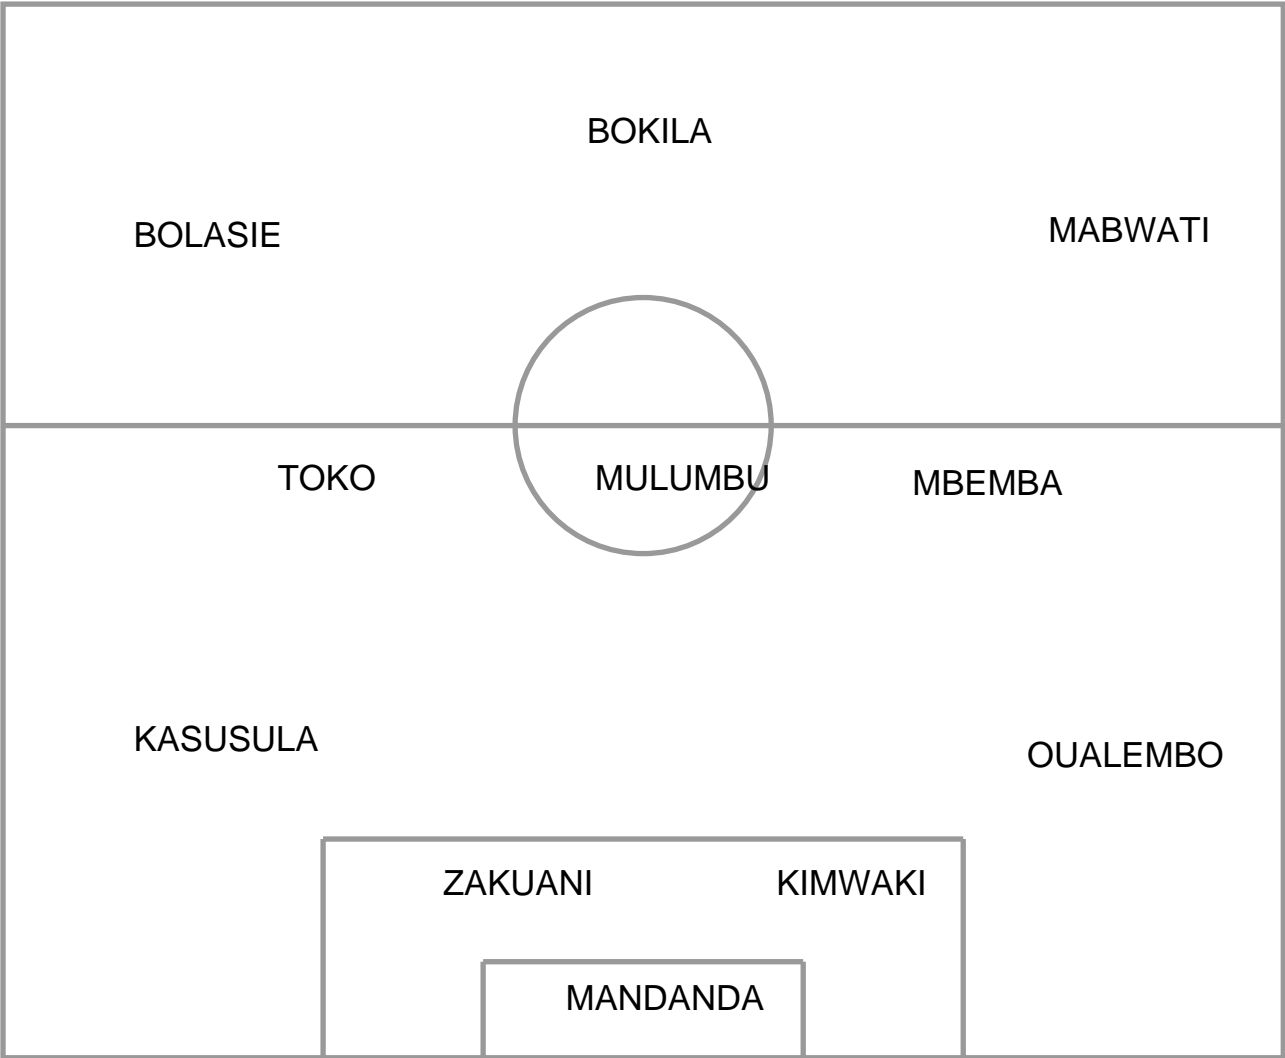 BOKILA
BOLASIE
MABWATI
TOKO
MULUMBU
MBEMBA
KASUSULA
OUALEMBO
ZAKUANI
KIMWAKI
MANDANDA